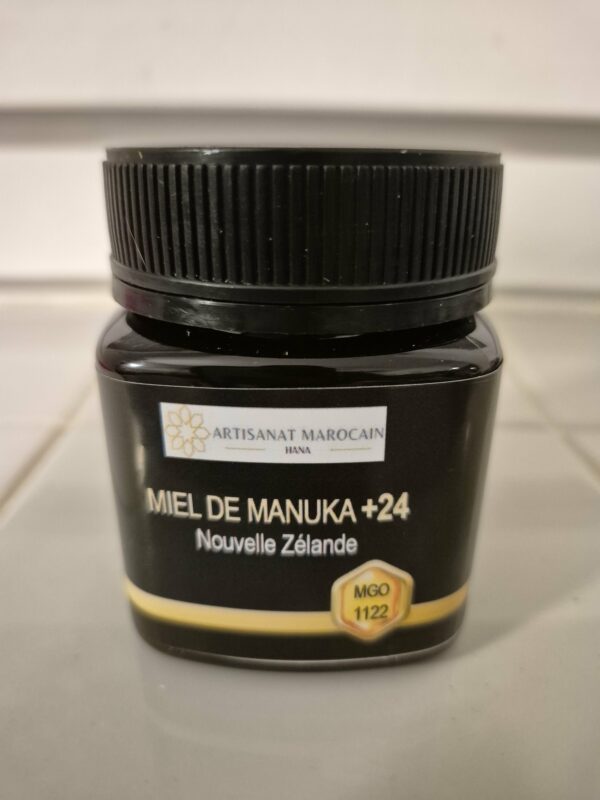 ARTISANAT MAROCAIN
HANA
MIEL DE MANUKA +24
Nouvelle Zélande
MGO
1122